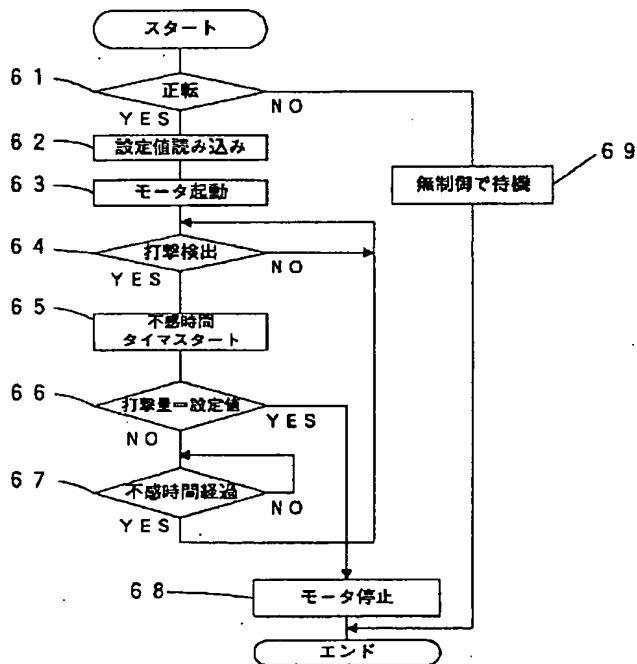 スタート
61
正転
NO
YES
62
設定値読み込み
69
63
モータ起動
無制御で待機
64
打撃検出
NO
YES
65
不感時間
タイマスタート
66
打撃量=設定値
YES
NO
67
不感時間経過
NO
YES
68
モータ停止
エンド